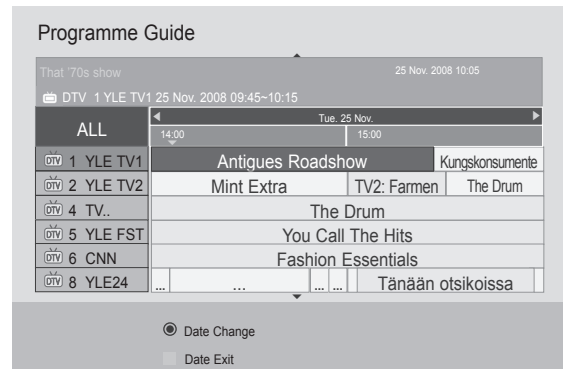 Programme Guide
That '70s show 25 Nov. 2008 10:05
DTV 1 YLE TV1 25 Nov. 2008 09:45~10:15
ALL Tue. 25 Nov.
14:00 15:00
DTV 1 YLE TV1 Antigues Roadshow Kungskonsumente
DTV 2 YLE TV2 Mint Extra TV2: Farmen The Drum
DTV 4 TV.. The Drum
DTV 5 YLE FST You Call The Hits
DTV 6 CNN Fashion Essentials
DTV 8 YLE24 ... ... ... ... Tänään otsikoissa
Date Change
Date Exit